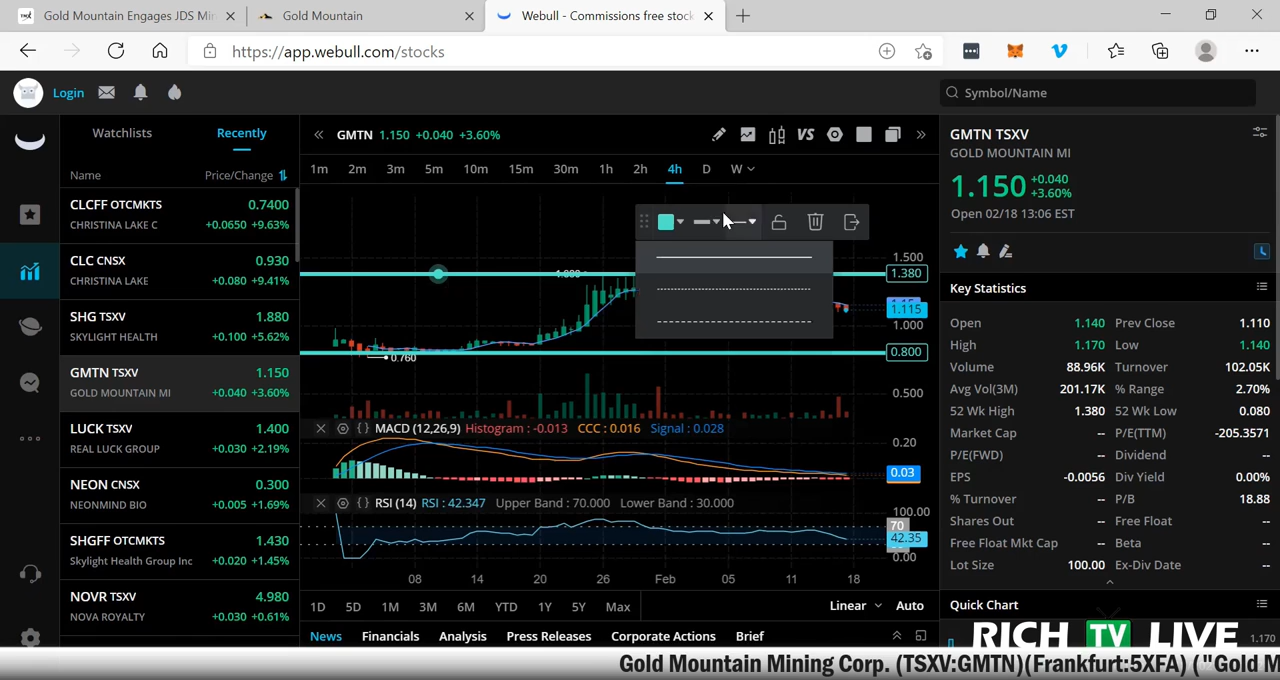 Gold Mountain Engages JDS Min
Gold Mountain
Webull - Commissions free stock
https://app.webull.com/stocks
Login
Symbol/Name
Watchlists
Recently
Name
Price/Change
CLCFF OTCMKTS 0.7400
CHRISTINA LAKE C +0.0650 +9.63%
CLC CNSX 0.930
CHRISTINA LAKE +0.080 +9.41%
SHG TSXV 1.880
SKYLIGHT HEALTH +0.100 +5.62%
GMTN TSXV 1.150
GOLD MOUNTAIN MI +0.040 +3.60%
LUCK TSXV 1.400
REAL LUCK GROUP +0.030 +2.19%
NEON CNSX 0.300
NEONMIND BIO +0.005 +1.69%
SHGFF OTCMKTS 1.430
Skylight Health Group Inc +0.020 +1.45%
NOVR TSXV 4.980
NOVA ROYALTY +0.030 +0.61%
GMTN 1.150 +0.040 +3.60%
VS
1m 2m 3m 5m 10m 15m 30m 1h 2h 4h D W
1.500
1.380
1.115
1.000
0.800
0.760
0.500
MACD (12,26,9) Histogram : -0.013 CCC : 0.016 Signal : 0.028
0.20
0.03
RSI (14) RSI : 42.347 Upper Band : 70.000 Lower Band : 30.000
100.00
70
42.35
0.00
08 14 20 26 Feb 05 11 18
1D 5D 1M 3M 6M YTD 1Y 5Y Max
Linear Auto
News Financials Analysis Press Releases Corporate Actions Brief
GMTN TSXV
GOLD MOUNTAIN MI
1.150 +0.040
+3.60%
Open 02/18 13:06 EST
Key Statistics
Open 1.140 Prev Close 1.110
High 1.170 Low 1.140
Volume 88.96K Turnover 102.05K
Avg Vol(3M) 201.17K % Range 2.70%
52 Wk High 1.380 52 Wk Low 0.080
Market Cap -- P/E(TTM) -205.3571
P/E(FWD) -- Dividend --
EPS -0.0056 Div Yield 0.00%
% Turnover -- P/B 18.88
Shares Out -- Free Float --
Free Float Mkt Cap -- Beta --
Lot Size 100.00 Ex-Div Date --
Quick Chart
1.170
RICH TV LIVE
Gold Mountain Mining Corp. (TSXV:GMTN)(Frankfurt:5XFA) ("Gold M